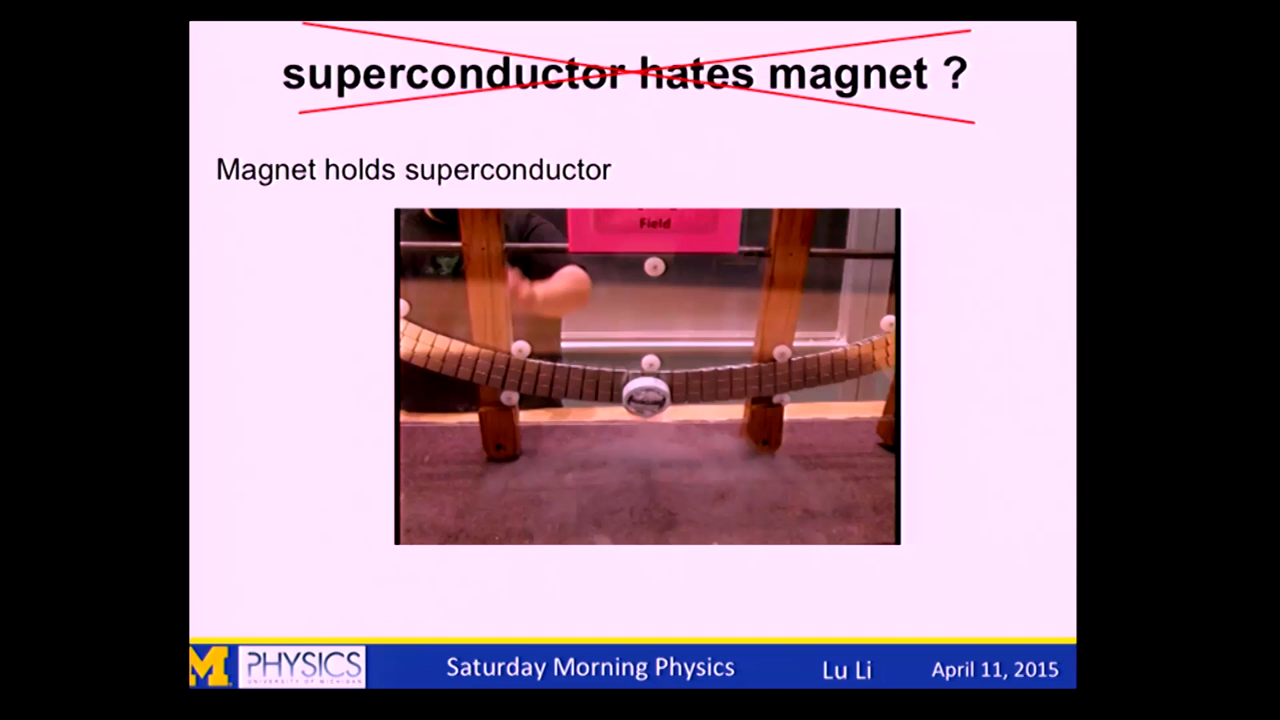 superconductor hates magnet ?
Magnet holds superconductor
Field
M PHYSICS
UNIVERSITY OF MICHIGAN
Saturday Morning Physics
Lu Li
April 11, 2015